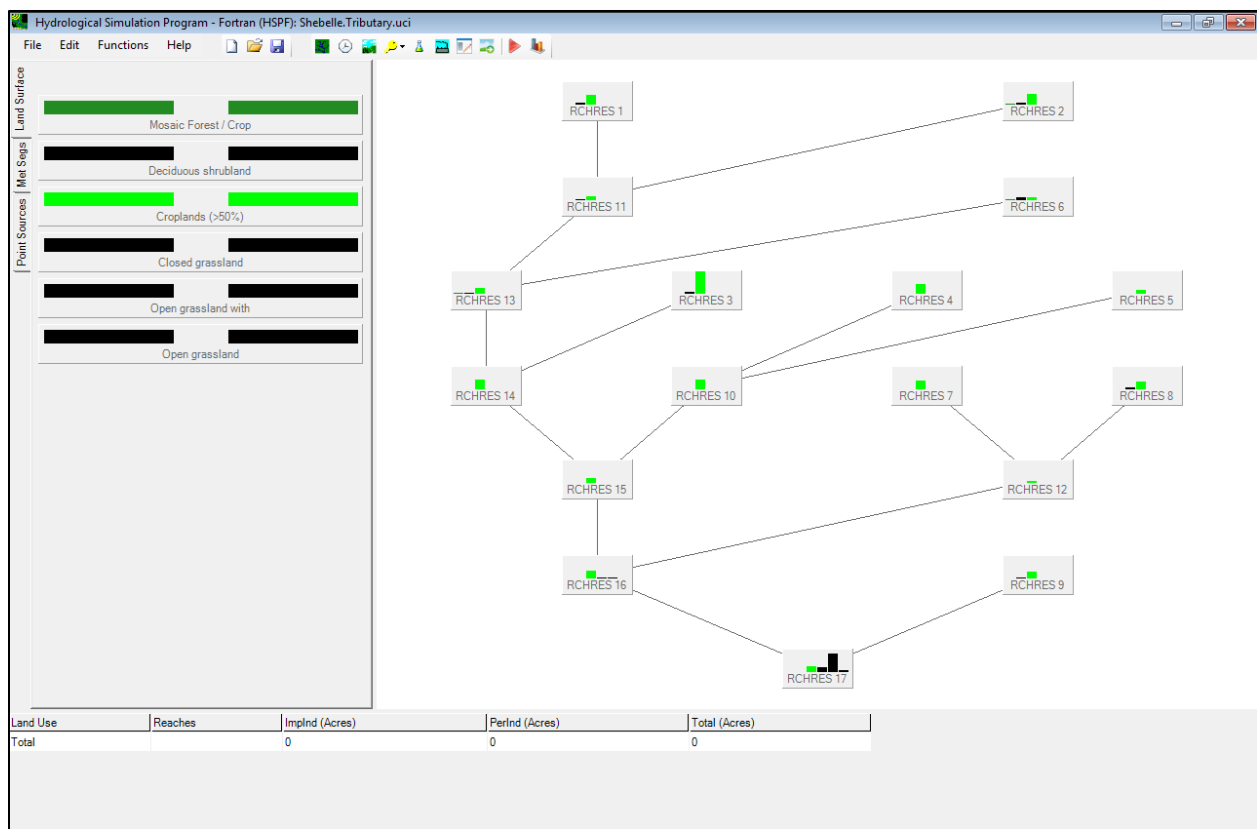 Hydrological Simulation Program - Fortran (HSPF): Shebelle.Tributary.uci
File Edit Functions Help
Land Surface
Met Segs
Point Sources
Mosaic Forest / Crop
Deciduous shrubland
Croplands (>50%)
Closed grassland
Open grassland with
Open grassland
RCHRES 1
RCHRES 2
RCHRES 11
RCHRES 6
RCHRES 13
RCHRES 3
RCHRES 4
RCHRES 5
RCHRES 14
RCHRES 10
RCHRES 7
RCHRES 8
RCHRES 15
RCHRES 12
RCHRES 16
RCHRES 9
RCHRES 17
Land Use Reaches ImpInd (Acres) PerInd (Acres) Total (Acres)
Total 0 0 0